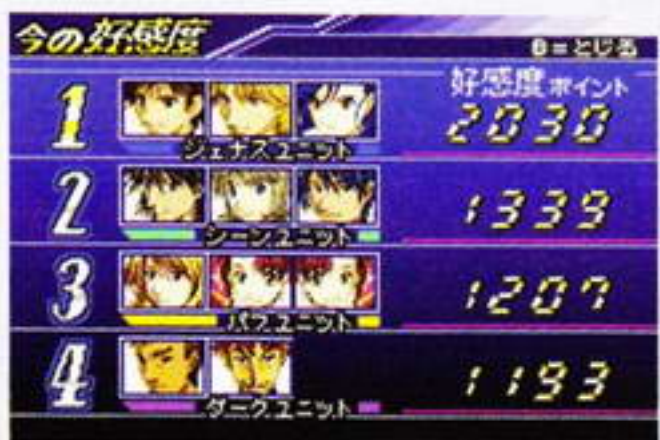 今の好感度
B=とじる
好感度ポイント
1
ジェナスユニット
2030
2
シーンユニット
1339
3
パフユニット
1207
4
ダークユニット
1193